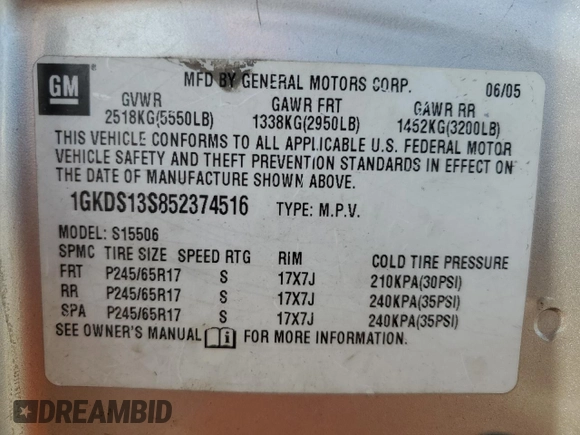 GM
MFD BY GENERAL MOTORS CORP. 06/05
GVWR GAWR FRT GAWR RR
2518KG(5550LB) 1338KG(2950LB) 1452KG(3200LB)
THIS VEHICLE CONFORMS TO ALL APPLICABLE U.S. FEDERAL MOTOR
VEHICLE SAFETY AND THEFT PREVENTION STANDARDS IN EFFECT ON
THE DATE OF MANUFACTURE SHOWN ABOVE.
1GKDS13S852374516 TYPE: M.P.V.
MODEL: S15506
SPMC TIRE SIZE SPEED RTG RIM COLD TIRE PRESSURE
FRT P245/65R17 S 17X7J 210KPA(30PSI)
RR P245/65R17 S 17X7J 240KPA(35PSI)
SPA P245/65R17 S 17X7J 240KPA(35PSI)
SEE OWNER'S MANUAL FOR MORE INFORMATION.
DREAMBID